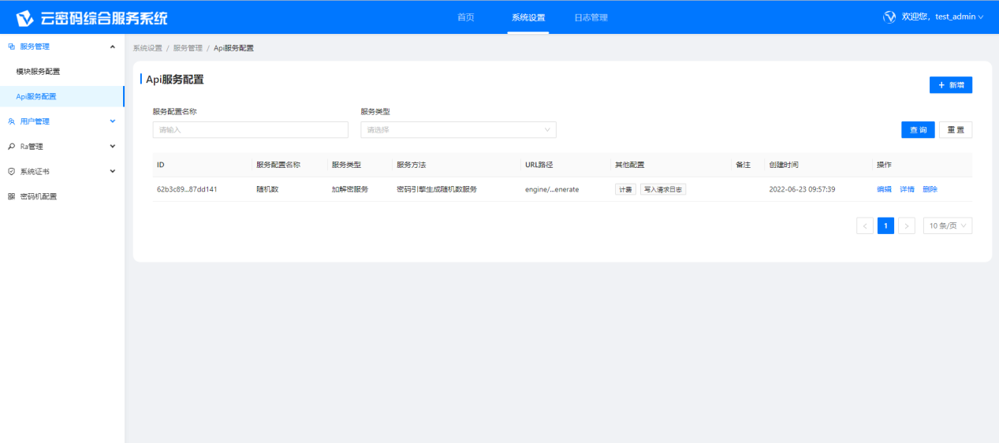 云密码综合服务系统
首页 系统设置 日志管理
欢迎您，test_admin
服务管理
模块服务配置
Api服务配置
用户管理
Ra管理
系统证书
密码机配置
系统设置 / 服务管理 / Api服务配置
Api服务配置
+ 新增
服务配置名称 服务类型
请输入 请选择
查 询 重 置
ID 服务配置名称 服务类型 服务方法 URL路径 其他配置 备注 创建时间 操作
62b3c89...87dd141 随机数 加解密服务 密码引擎生成随机数服务 engine/...enerate 计费 写入请求日志 2022-06-23 09:57:39 编辑 详情 删除
< 1 > 10 条/页